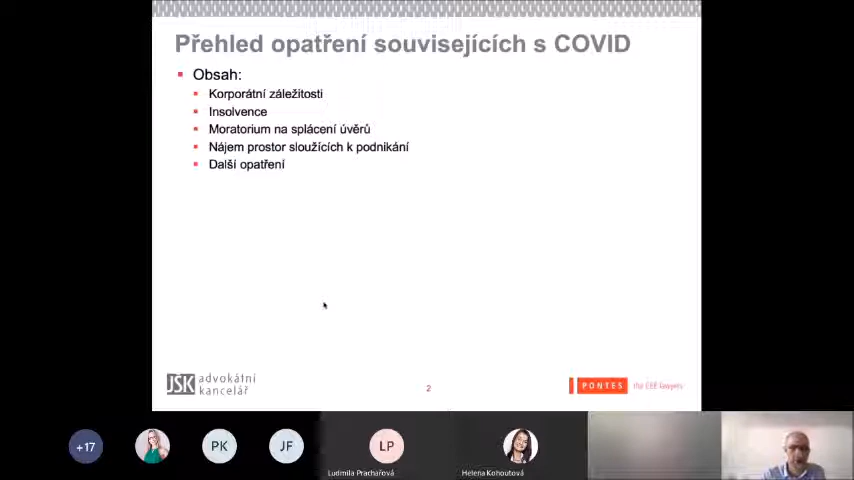 Přehled opatření souvisejících s COVID
Obsah:
Korporátní záležitosti
Insolvence
Moratorium na splácení úvěrů
Nájem prostor sloužících k podnikání
Další opatření
JŠK advokátní
kancelář
2
PONTES the CEE lawyers
+17
PK
JF
LP
Ludmila Prachařová
Helena Kohoutová